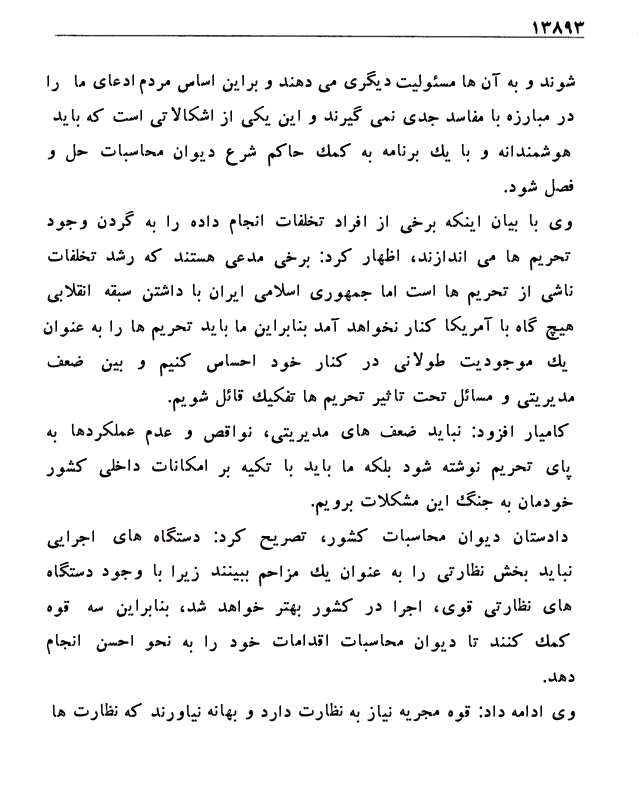 ۱۳۸۹۳
شوند و به آن ها مسئولیت دیگری می دهند و براین اساس مردم ادعای ما را
در مبارزه با مفاسد جدی نمی گیرند و این یکی از اشکالاتی است که باید
هوشمندانه و با یك برنامه به کمك حاکم شرع دیوان محاسبات حل و
فصل شود.
وی با بیان اینکه برخی از افراد تخلفات انجام داده را به گردن وجود
تحریم ها می اندازند، اظهار کرد: برخی مدعی هستند که رشد تخلفات
ناشی از تحریم ها است اما جمهوری اسلامی ایران با داشتن سبقه انقلابی
هیچ گاه با آمریکا کنار نخواهد آمد بنابراین ما باید تحریم ها را به عنوان
یك موجودیت طولانی در کنار خود احساس کنیم و بین ضعف
مدیریتی و مسائل تحت تاثیر تحریم ها تفکیك قائل شویم.
کامیار افزود: نباید ضعف های مدیریتی، نواقص و عدم عملکردها به
پای تحریم نوشته شود بلکه ما باید با تکیه بر امکانات داخلی کشور
خودمان به جنگ این مشکلات برویم.
دادستان دیوان محاسبات کشور، تصریح کرد: دستگاه های اجرایی
نباید بخش نظارتی را به عنوان یك مزاحم ببینند زیرا با وجود دستگاه
های نظارتی قوی، اجرا در کشور بهتر خواهد شد، بنابراین سه قوه
کمك کنند تا دیوان محاسبات اقدامات خود را به نحو احسن انجام
دهد.
وی ادامه داد: قوه مجریه نیاز به نظارت دارد و بهانه نیاورند که نظارت ها